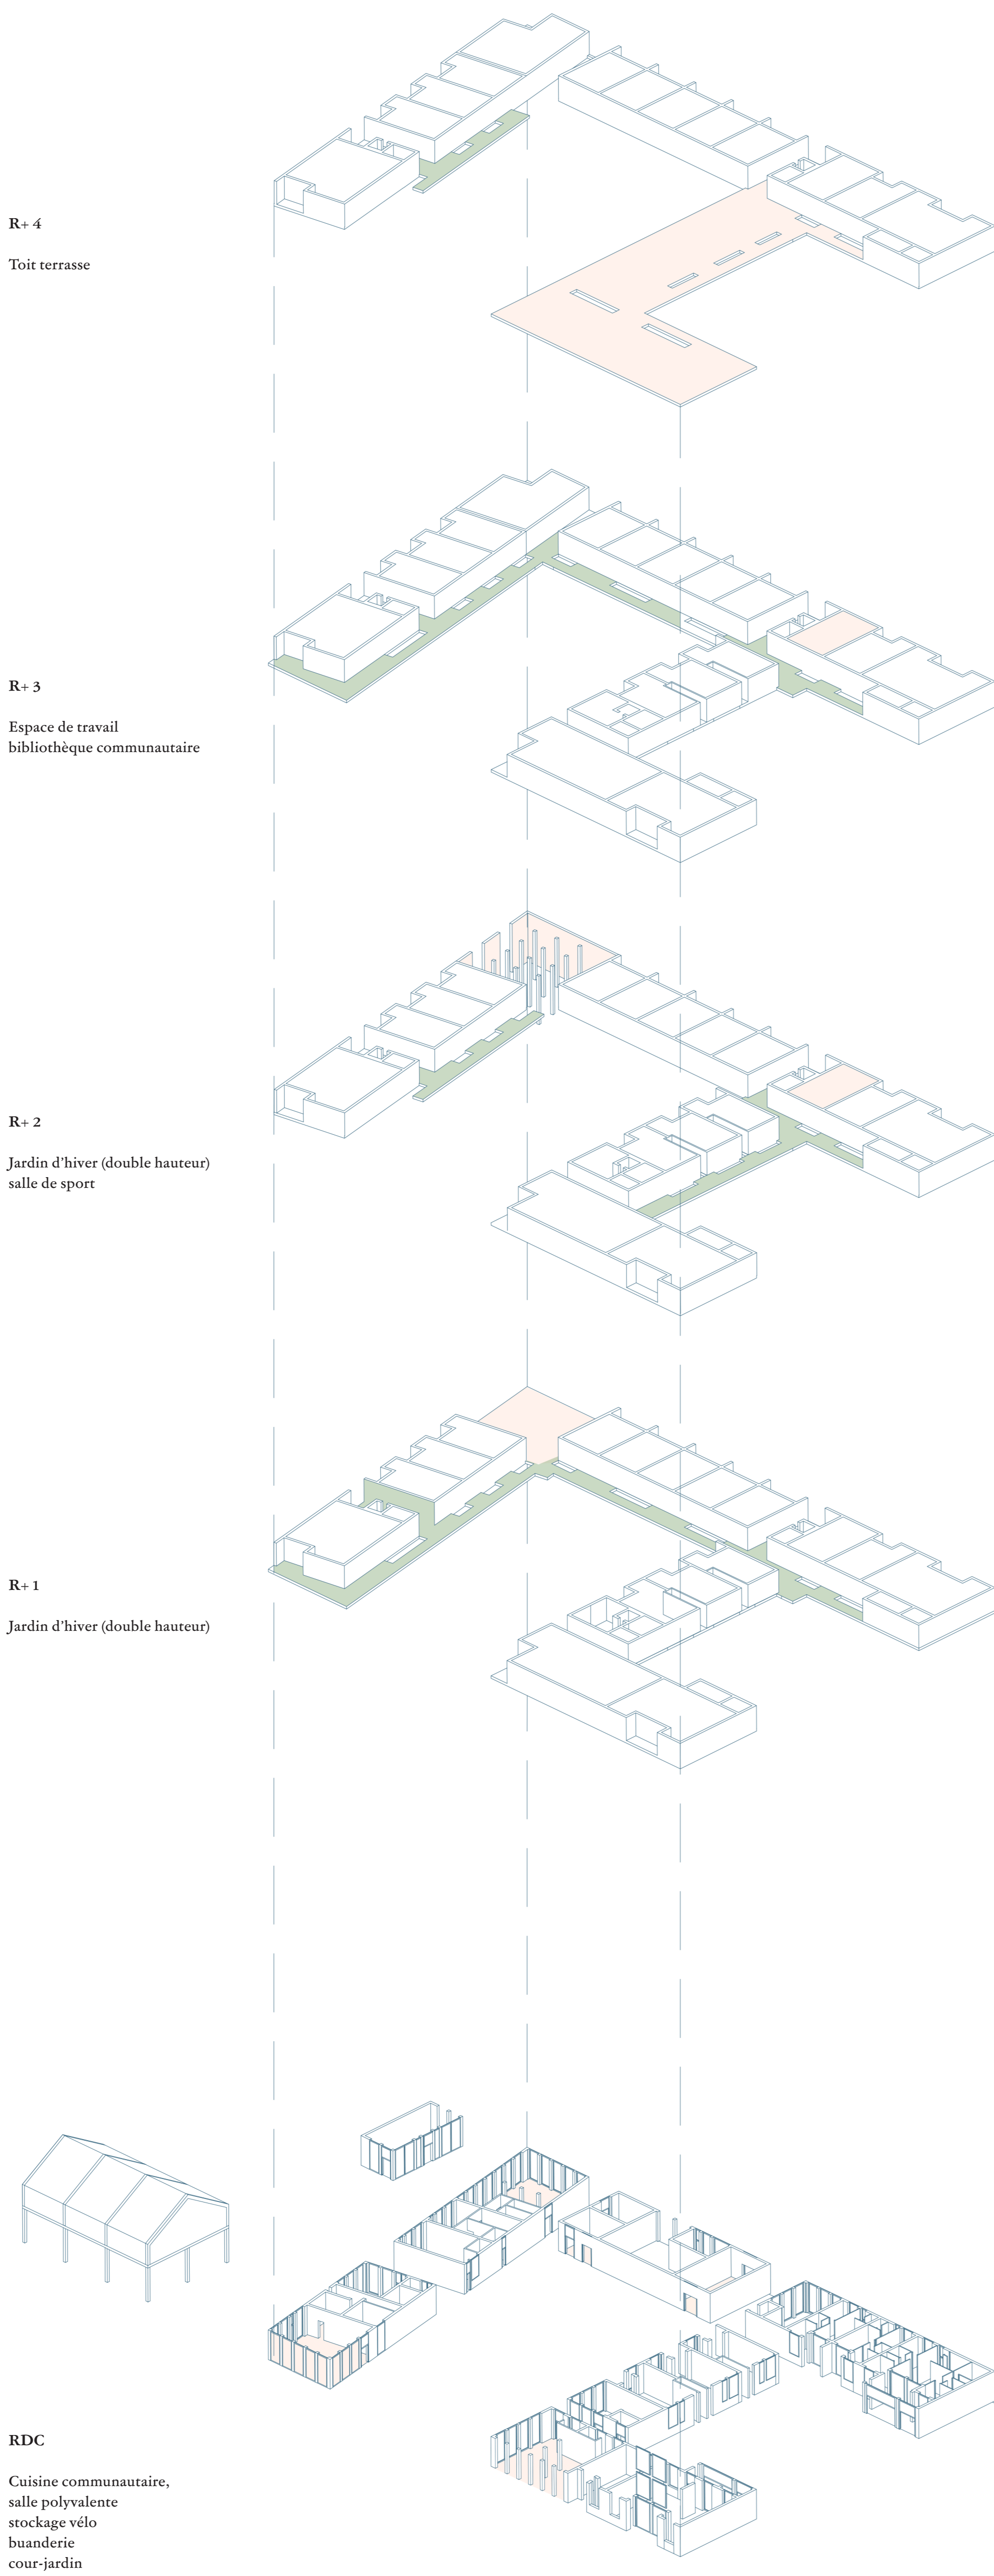 R+ 4
Toit terrasse
R+ 3
Espace de travail
bibliothèque communautaire
R+ 2
Jardin d’hiver (double hauteur)
salle de sport
R+ 1
Jardin d’hiver (double hauteur)
RDC
Cuisine communautaire,
salle polyvalente
stockage vélo
buanderie
cour-jardin